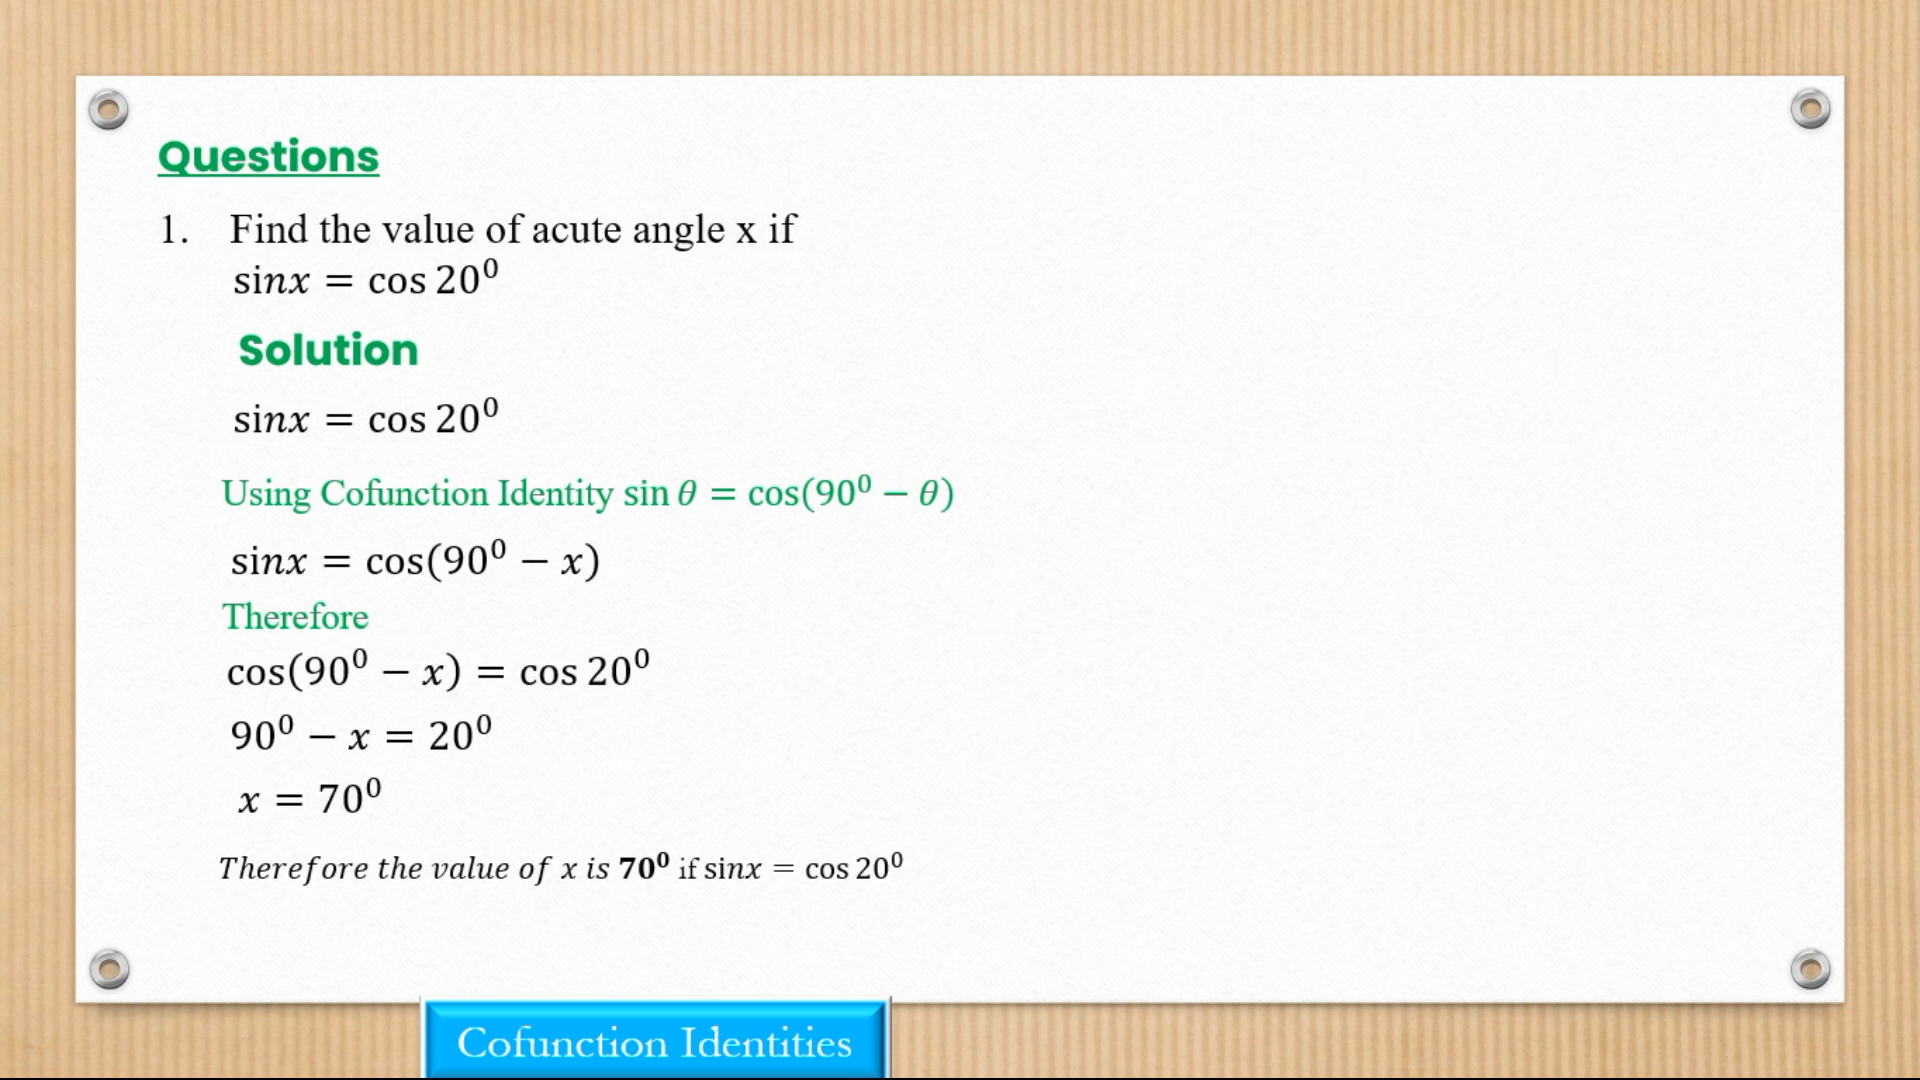 Questions
1. Find the value of acute angle x if
sinx = cos 20⁰
Solution
sinx = cos 20⁰
Using Cofunction Identity sin θ = cos(90⁰ − θ)
sinx = cos(90⁰ − x)
Therefore
cos(90⁰ − x) = cos 20⁰
90⁰ − x = 20⁰
x = 70⁰
Therefore the value of x is 70⁰ if sinx = cos 20⁰
Cofunction Identities